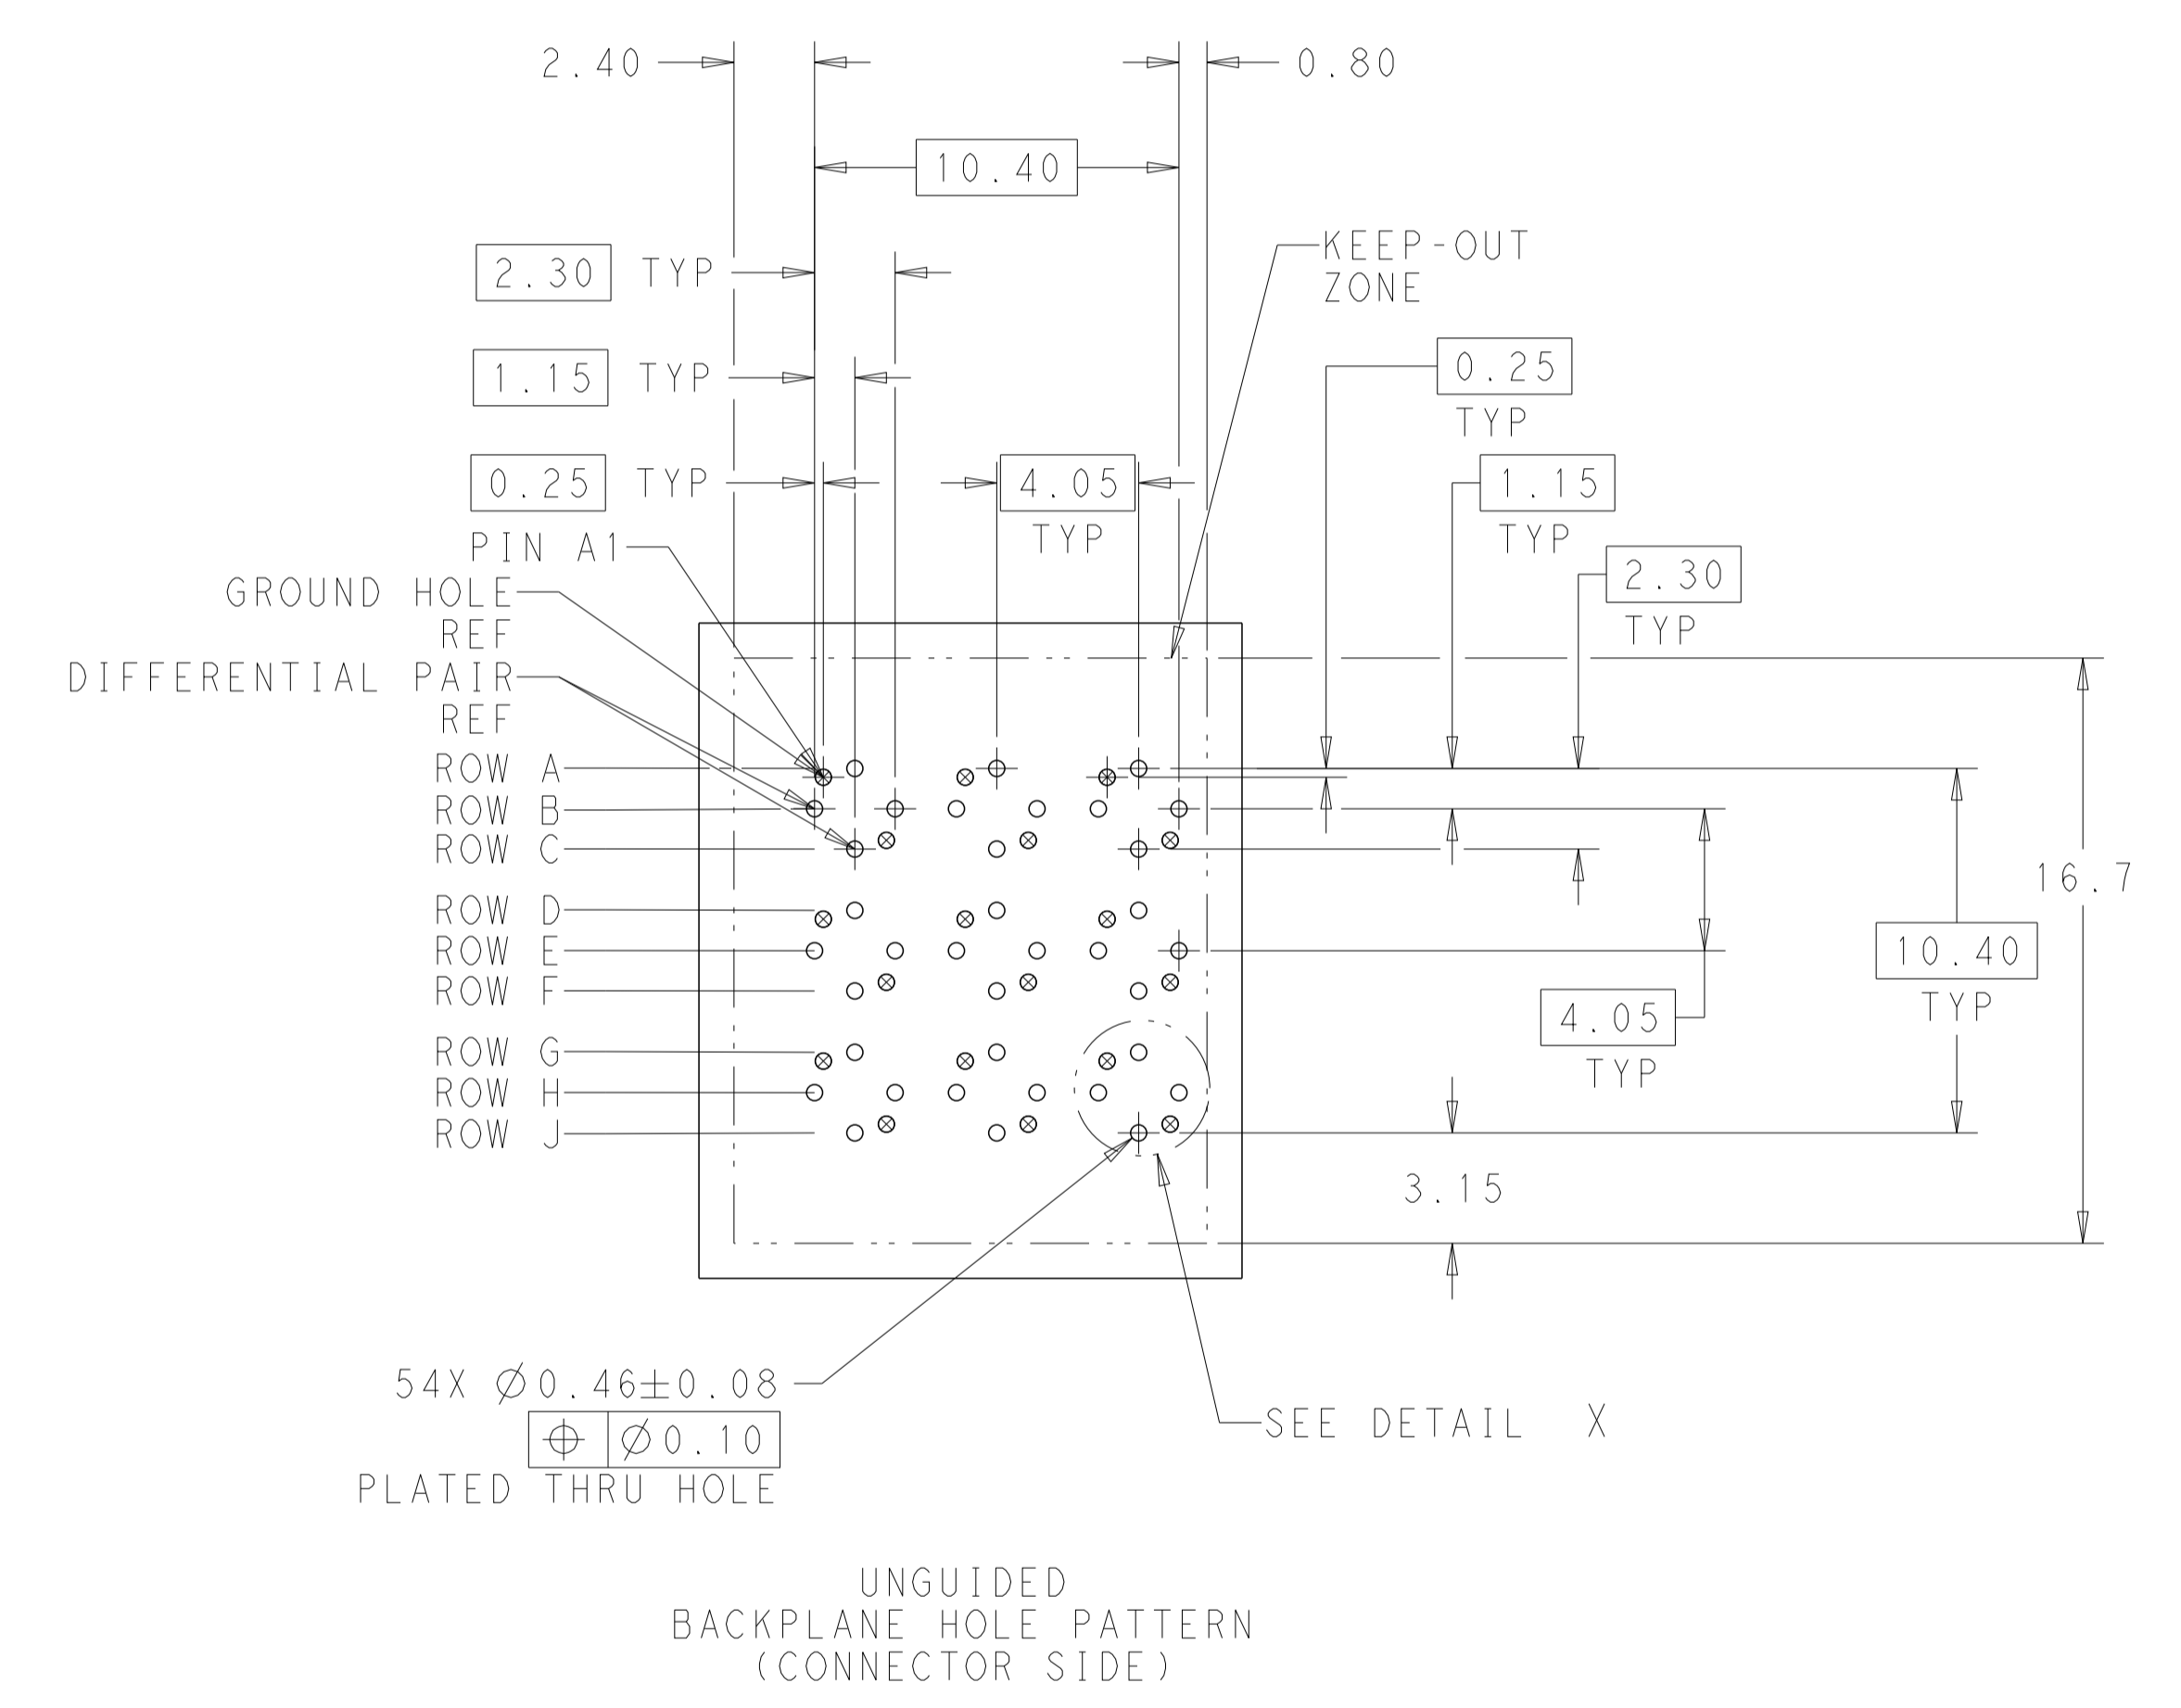 2.40
0.80
10.40
2.30 TYP
KEEP-OUT
ZONE
1.15 TYP
0.25
TYP
0.25 TYP
4.05
TYP
1.15
TYP
PIN A1
2.30
TYP
GROUND HOLE
REF
DIFFERENTIAL PAIR
REF
ROW A
ROW B
ROW C
ROW D
ROW E
ROW F
ROW G
ROW H
ROW J
16.7
10.40
TYP
4.05
TYP
3.15
54X Ø0.46±0.08
⌖ Ø0.10
PLATED THRU HOLE
SEE DETAIL X
UNGUIDED
BACKPLANE HOLE PATTERN
(CONNECTOR SIDE)